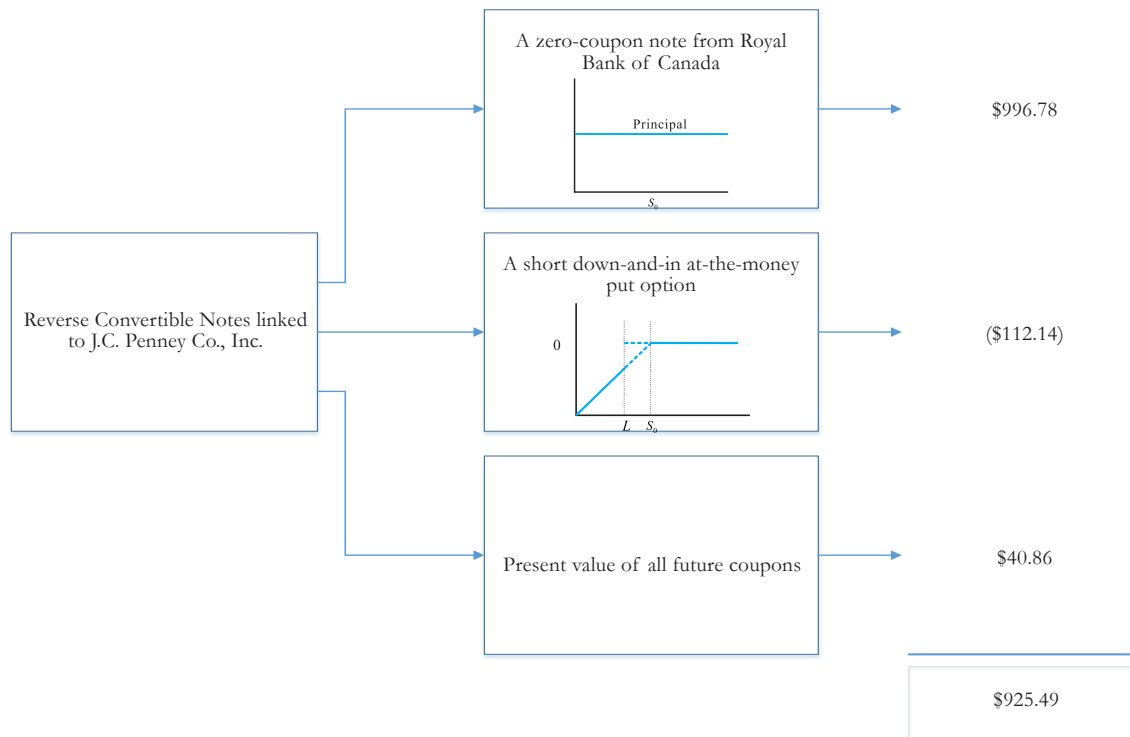 A zero-coupon note from Royal
Bank of Canada
Principal
S₀
$996.78
Reverse Convertible Notes linked
to J.C. Penney Co., Inc.
A short down-and-in at-the-money
put option
0
L S₀
($112.14)
Present value of all future coupons
$40.86
$925.49